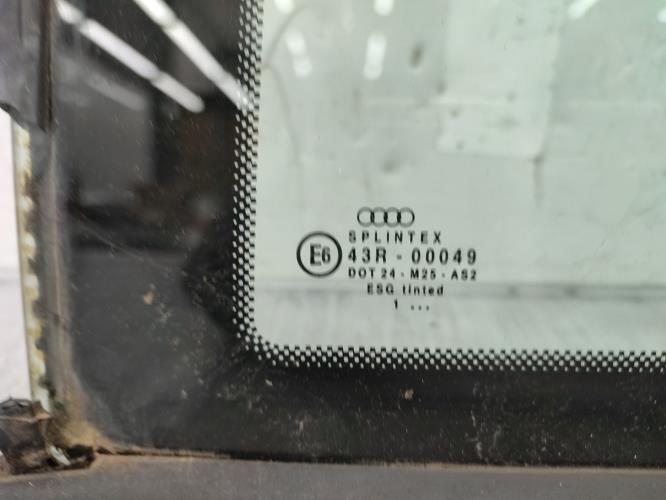 SPLINTEX
E6
43R - 00049
DOT 24 - M25 - AS2
ESG tinted
1 ...